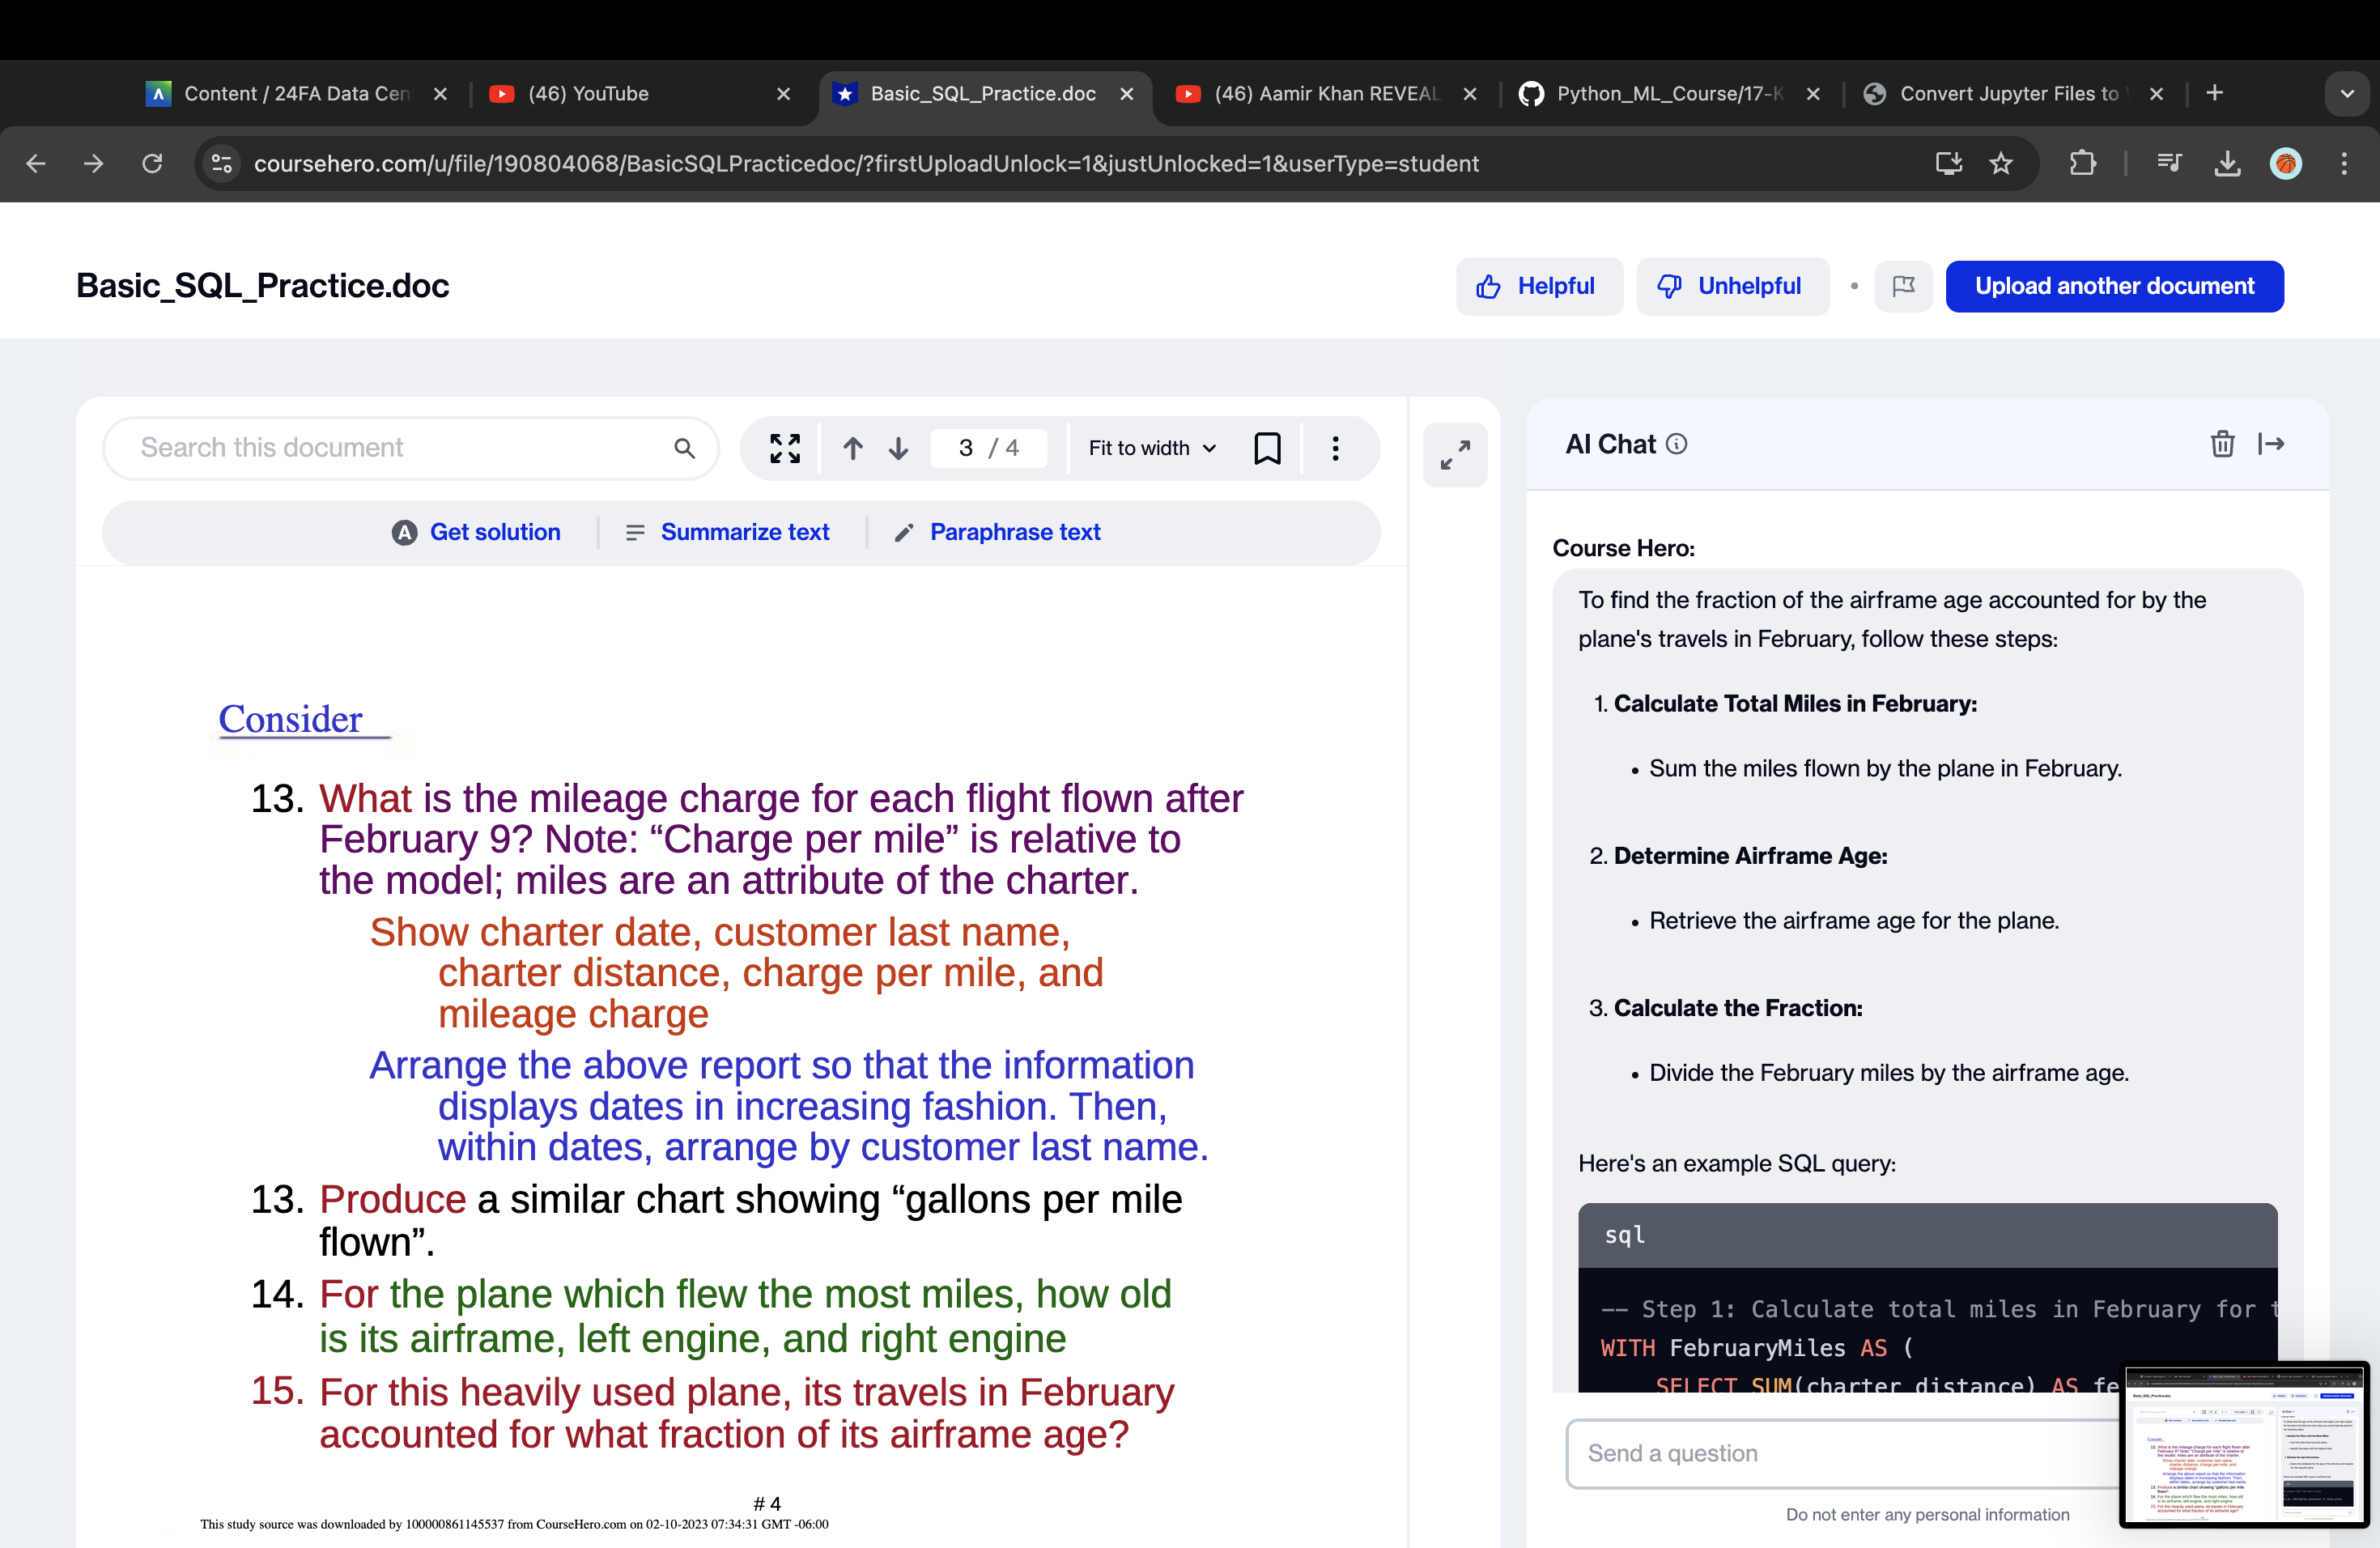 Content / 24FA Data Cen
(46) YouTube
Basic_SQL_Practice.doc
(46) Aamir Khan REVEAL
Python_ML_Course/17-K
Convert Jupyter Files to
coursehero.com/u/file/190804068/BasicSQLPracticedoc/?firstUploadUnlock=1&justUnlocked=1&userType=student
Basic_SQL_Practice.doc
Helpful
Unhelpful
Upload another document
Search this document
3 / 4
Fit to width
Get solution
Summarize text
Paraphrase text
Consider
13. What is the mileage charge for each flight flown after
February 9? Note: “Charge per mile” is relative to
the model; miles are an attribute of the charter.
Show charter date, customer last name,
charter distance, charge per mile, and
mileage charge
Arrange the above report so that the information
displays dates in increasing fashion. Then,
within dates, arrange by customer last name.
13. Produce a similar chart showing “gallons per mile
flown”.
14. For the plane which flew the most miles, how old
is its airframe, left engine, and right engine
15. For this heavily used plane, its travels in February
accounted for what fraction of its airframe age?
# 4
This study source was downloaded by 100000861145537 from CourseHero.com on 02-10-2023 07:34:31 GMT -06:00
AI Chat
Course Hero:
To find the fraction of the airframe age accounted for by the
plane's travels in February, follow these steps:
1. Calculate Total Miles in February:
• Sum the miles flown by the plane in February.
2. Determine Airframe Age:
• Retrieve the airframe age for the plane.
3. Calculate the Fraction:
• Divide the February miles by the airframe age.
Here's an example SQL query:
sql
-- Step 1: Calculate total miles in February for t
WITH FebruaryMiles AS (
SELECT SUM(charter_distance) AS fe
Send a question
Do not enter any personal information